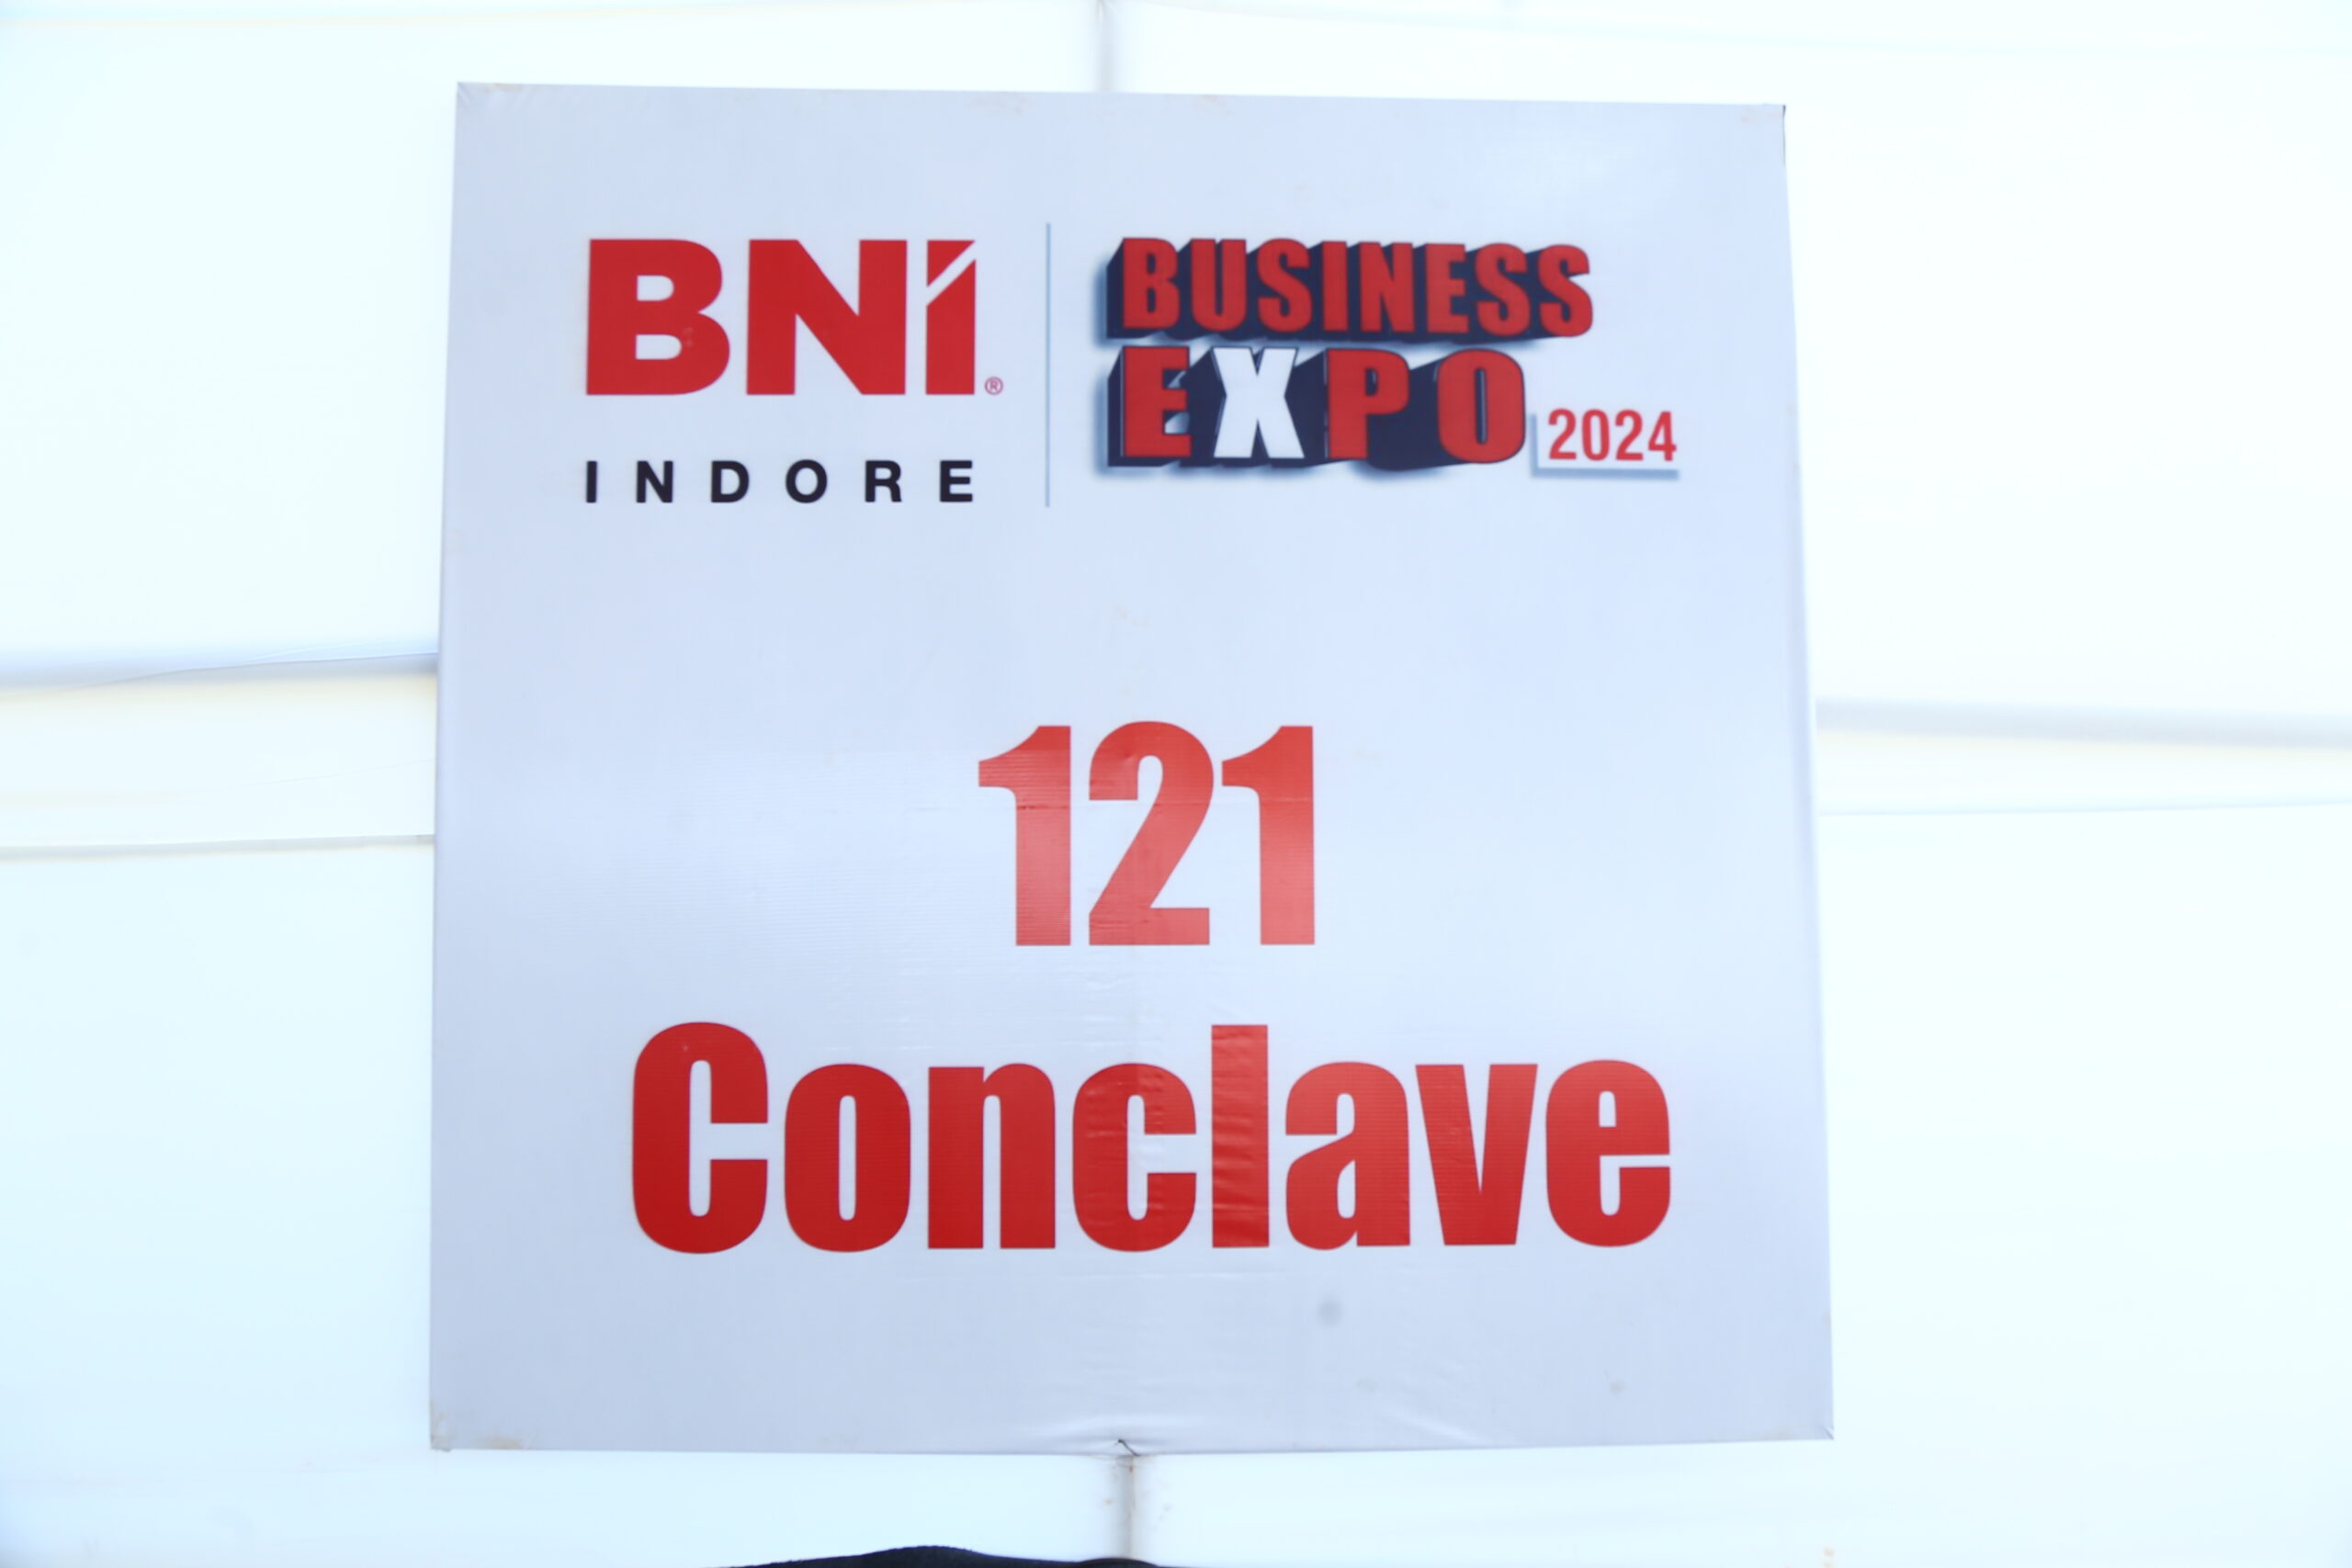 BNI®
INDORE
BUSINESS
EXPO 2024
121
Conclave